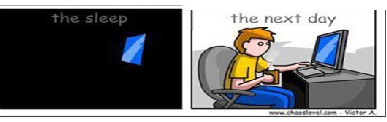 the sleep
the next day
www.chaoslevel.com - Victor A.